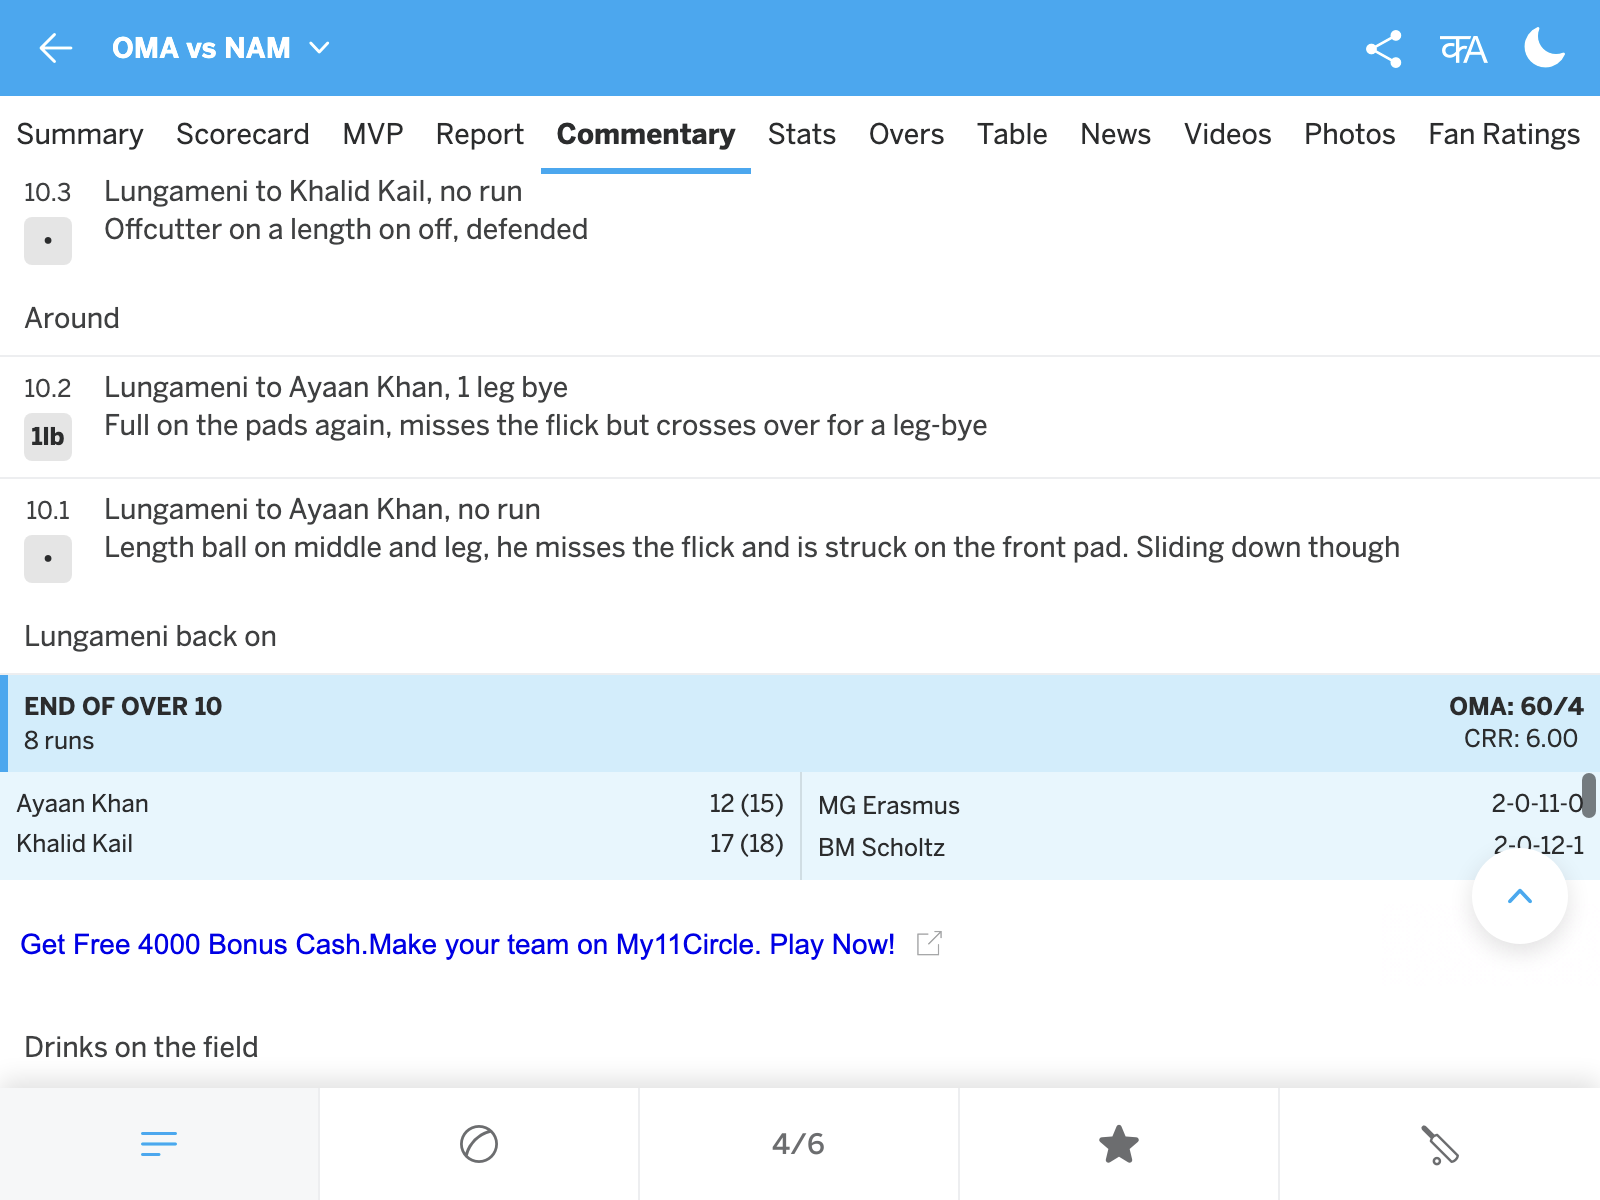 OMA vs NAM
क A
Summary Scorecard MVP Report Commentary Stats Overs Table News Videos Photos Fan Ratings
10.3 Lungameni to Khalid Kail, no run
• Offcutter on a length on off, defended
Around
10.2 Lungameni to Ayaan Khan, 1 leg bye
1lb Full on the pads again, misses the flick but crosses over for a leg-bye
10.1 Lungameni to Ayaan Khan, no run
• Length ball on middle and leg, he misses the flick and is struck on the front pad. Sliding down though
Lungameni back on
END OF OVER 10 OMA: 60/4
8 runs CRR: 6.00
Ayaan Khan 12 (15) MG Erasmus 2-0-11-0
Khalid Kail 17 (18) BM Scholtz 2-0-12-1
Get Free 4000 Bonus Cash.Make your team on My11Circle. Play Now!
Drinks on the field
4/6